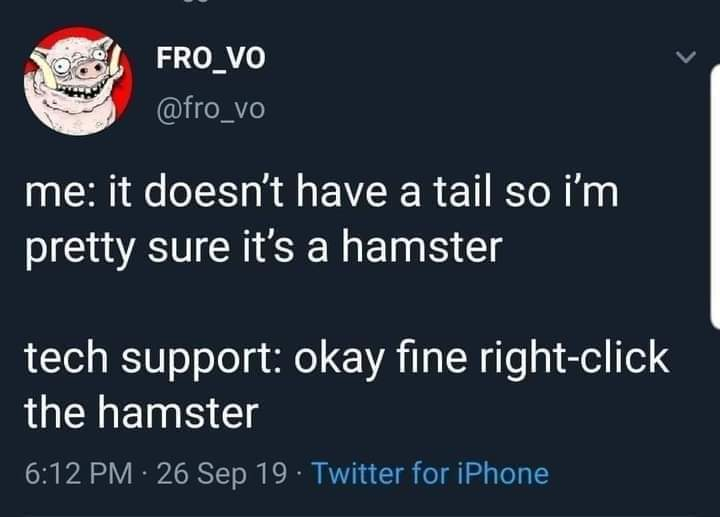 FRO_VO
@fro_vo
me: it doesn't have a tail so i'm
pretty sure it's a hamster
tech support: okay fine right-click
the hamster
6:12 PM · 26 Sep 19 · Twitter for iPhone